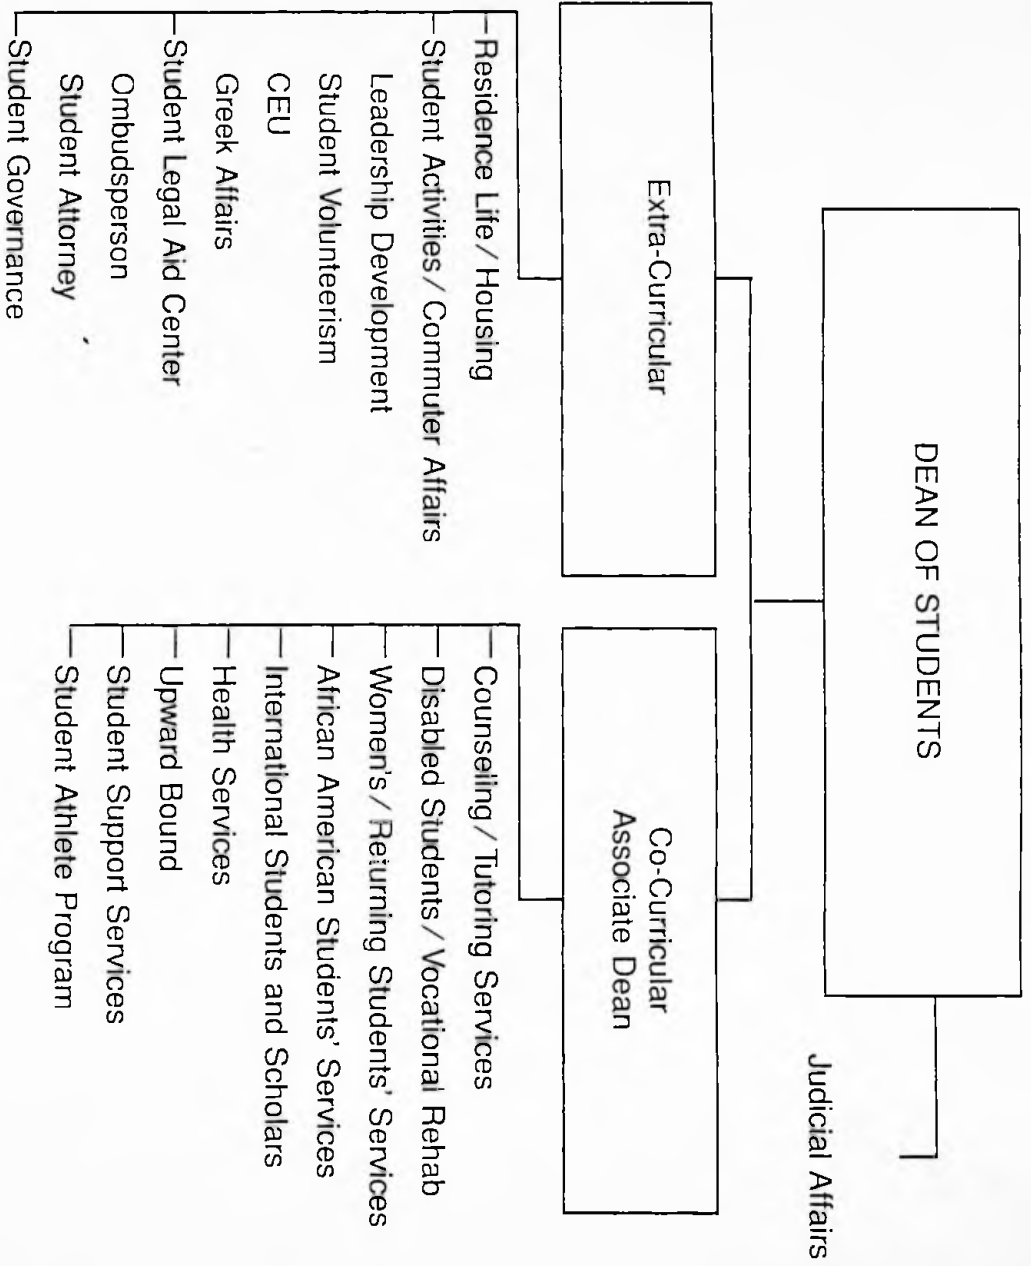 DEAN OF STUDENTS
Judicial Affairs
Extra-Curricular
Residence Life / Housing
Student Activities / Commuter Affairs
Leadership Development
Student Volunteerism
CEU
Greek Affairs
Student Legal Aid Center
Ombudsperson
Student Attorney
Student Governance
Co-Curricular
Associate Dean
Counseling / Tutoring Services
Disabled Students / Vocational Rehab
Women's / Returning Students' Services
African American Students' Services
International Students and Scholars
Health Services
Upward Bound
Student Support Services
Student Athlete Program